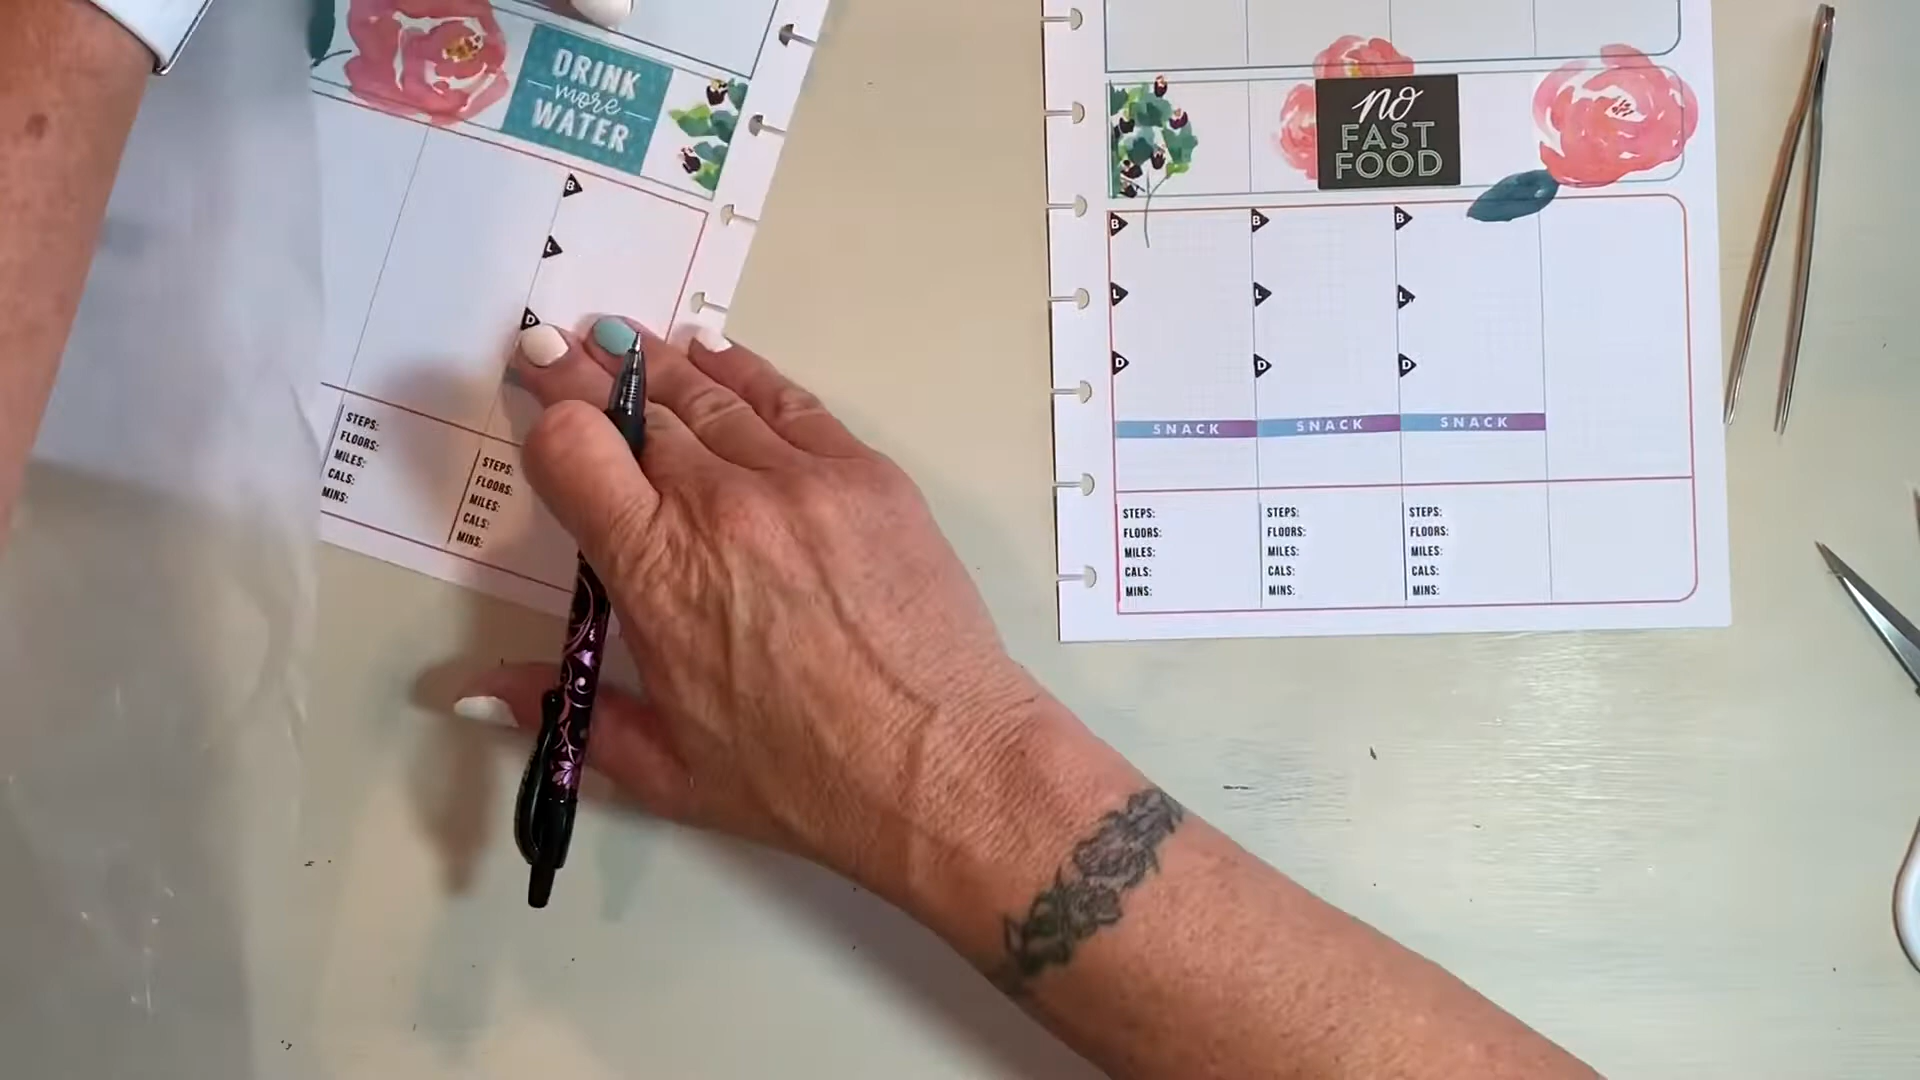 DRINK
more
WATER
B
L
D
STEPS:
FLOORS:
MILES:
CALS:
MINS:
STEPS:
FLOORS:
MILES:
CALS:
MINS:
no
FAST
FOOD
B B B
L L L
D D D
SNACK SNACK SNACK
STEPS: STEPS: STEPS:
FLOORS: FLOORS: FLOORS:
MILES: MILES: MILES:
CALS: CALS: CALS:
MINS: MINS: MINS: